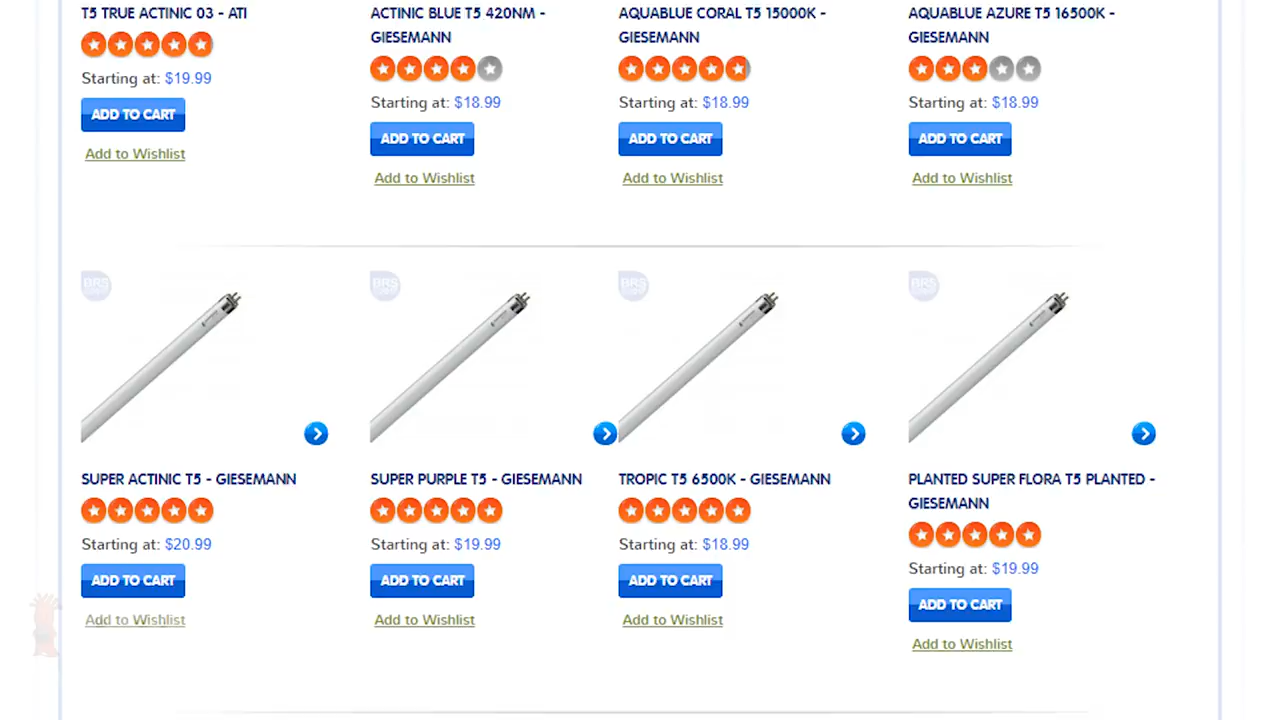 T5 TRUE ACTINIC 03 - ATI
Starting at: $19.99
ADD TO CART
Add to Wishlist
ACTINIC BLUE T5 420NM -
GIESEMANN
Starting at: $18.99
ADD TO CART
Add to Wishlist
AQUABLUE CORAL T5 15000K -
GIESEMANN
Starting at: $18.99
ADD TO CART
Add to Wishlist
AQUABLUE AZURE T5 16500K -
GIESEMANN
Starting at: $18.99
ADD TO CART
Add to Wishlist
BRS
SUPER ACTINIC T5 - GIESEMANN
Starting at: $20.99
ADD TO CART
Add to Wishlist
BRS
SUPER PURPLE T5 - GIESEMANN
Starting at: $19.99
ADD TO CART
Add to Wishlist
BRS
TROPIC T5 6500K - GIESEMANN
Starting at: $18.99
ADD TO CART
Add to Wishlist
BRS
PLANTED SUPER FLORA T5 PLANTED -
GIESEMANN
Starting at: $19.99
ADD TO CART
Add to Wishlist